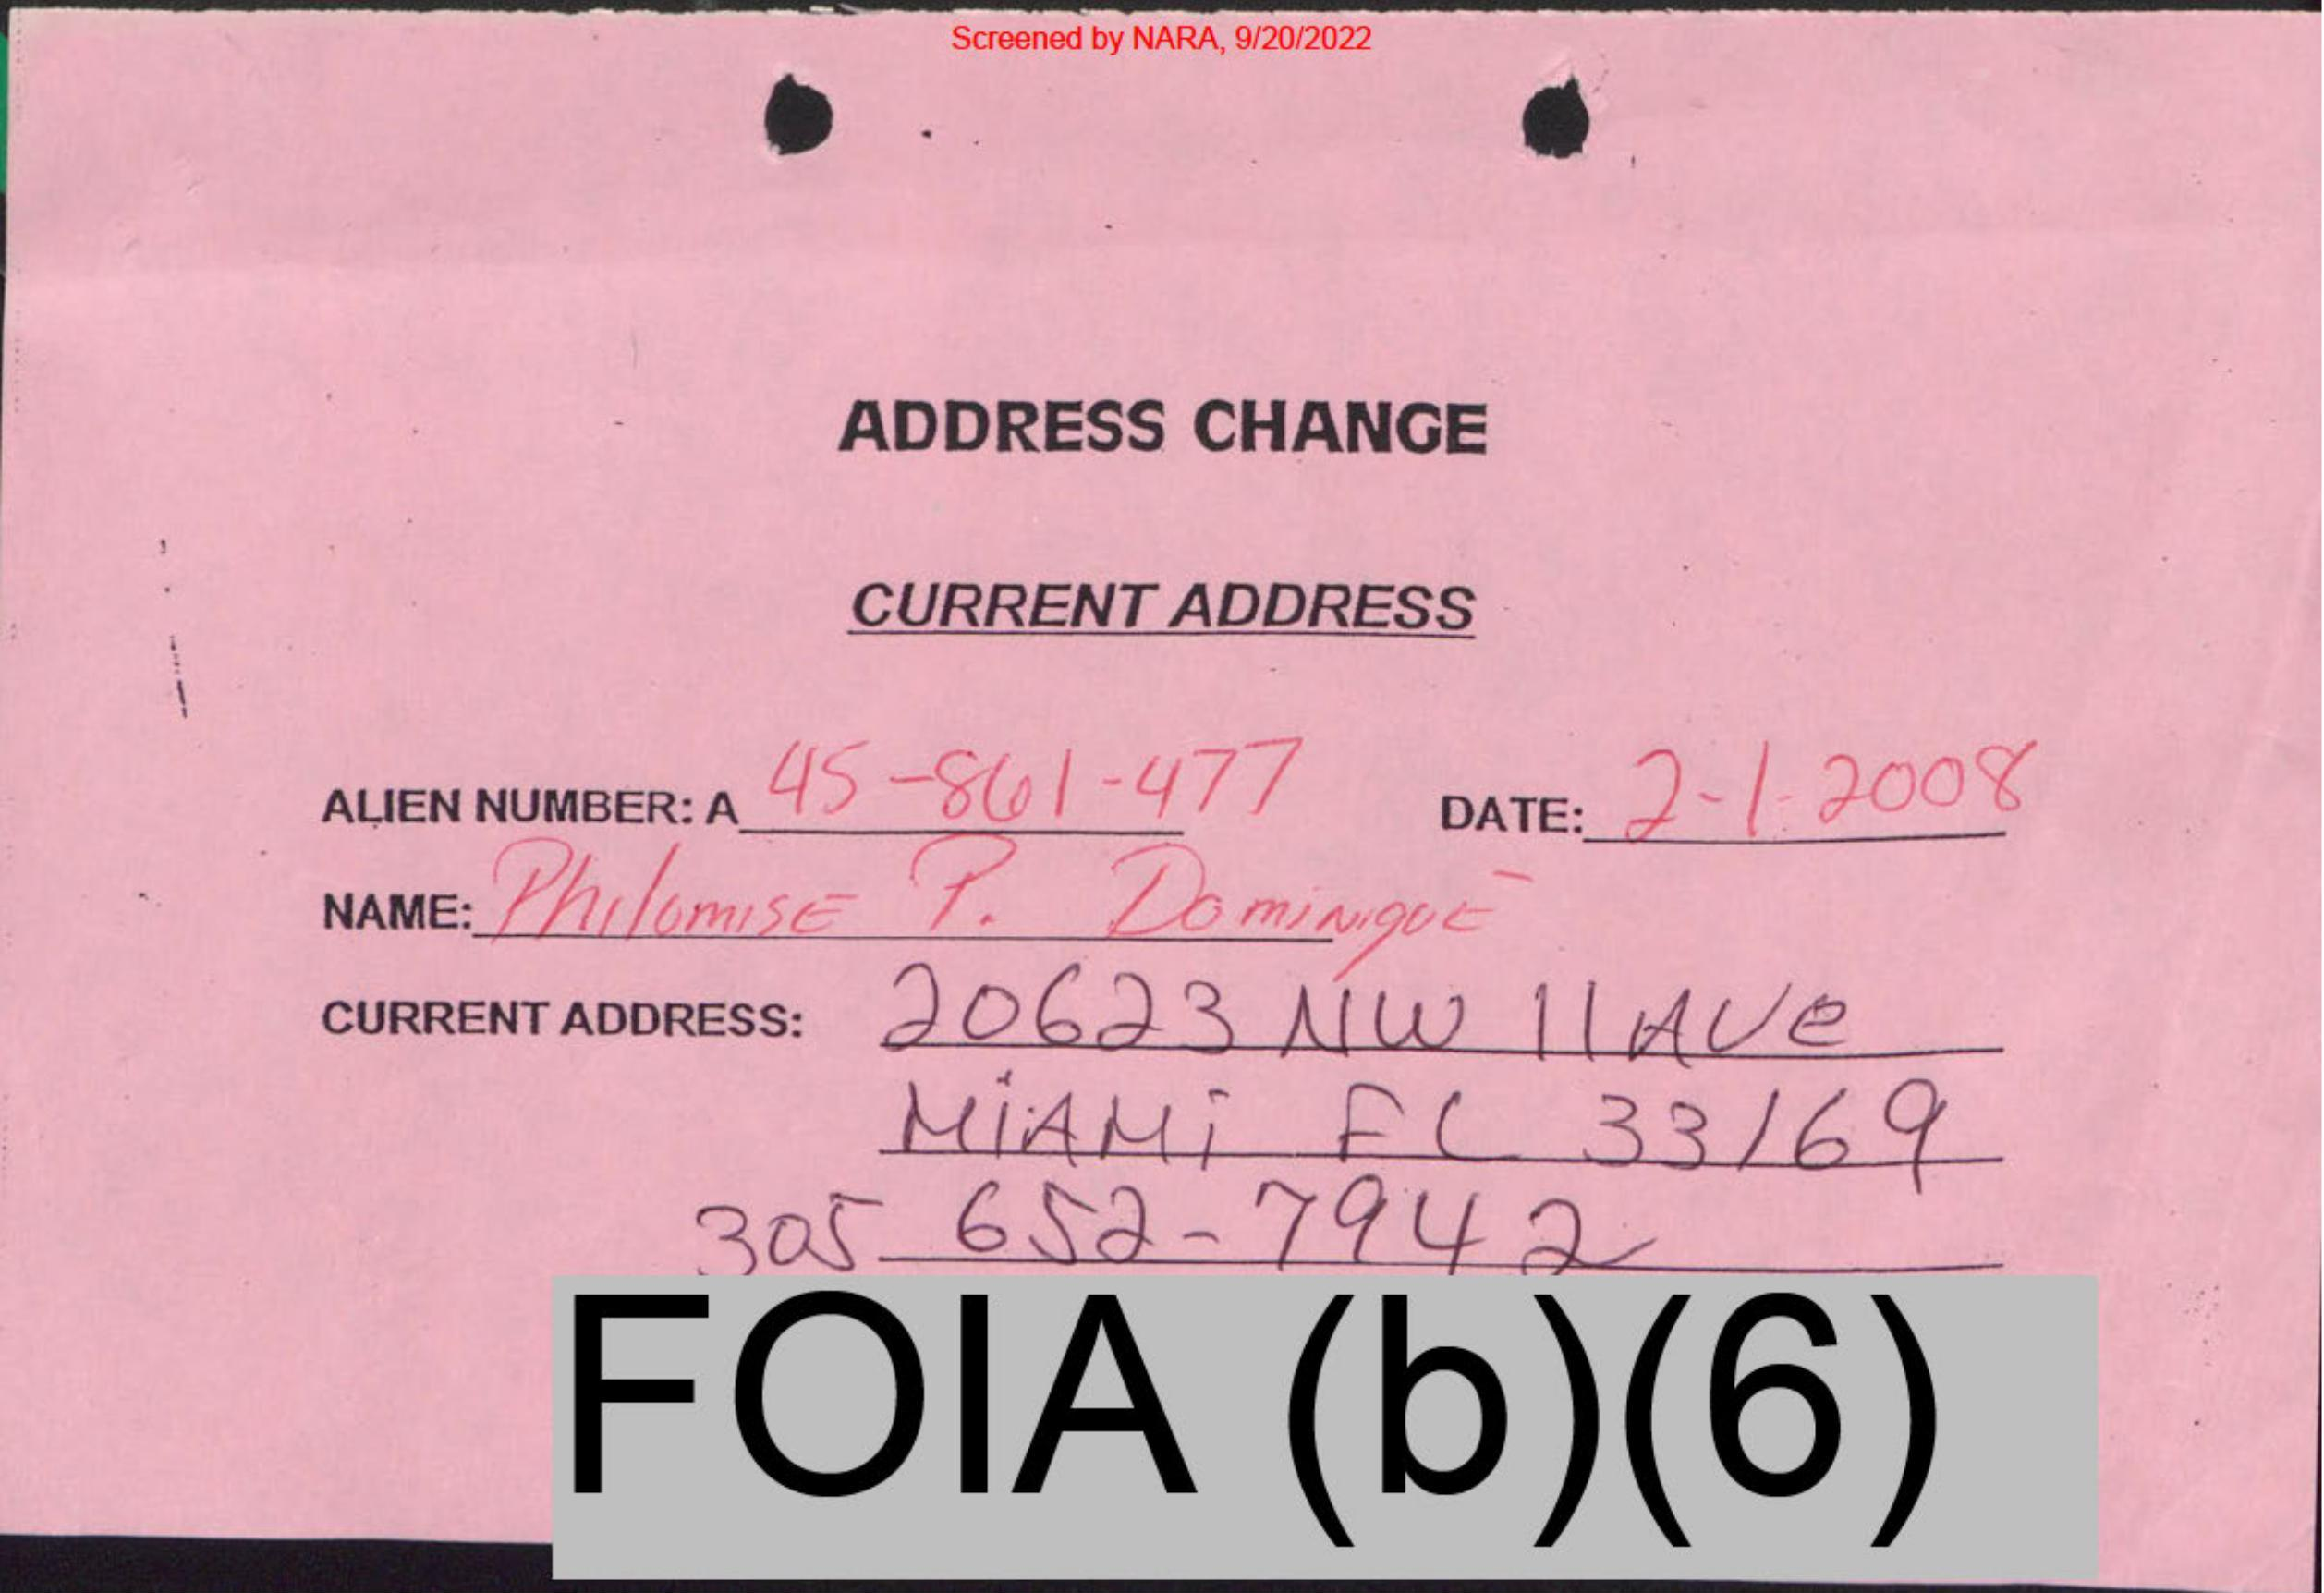 Screened by NARA, 9/20/2022
ADDRESS CHANGE
CURRENT ADDRESS
ALIEN NUMBER: A 45-861-477 DATE: 2-1-2008
NAME: PhilomisE P. DominiquE
CURRENT ADDRESS: 20623 NW 11 AVe
MiAMi FL 33169
305 652-7942
FOIA (b)(6)